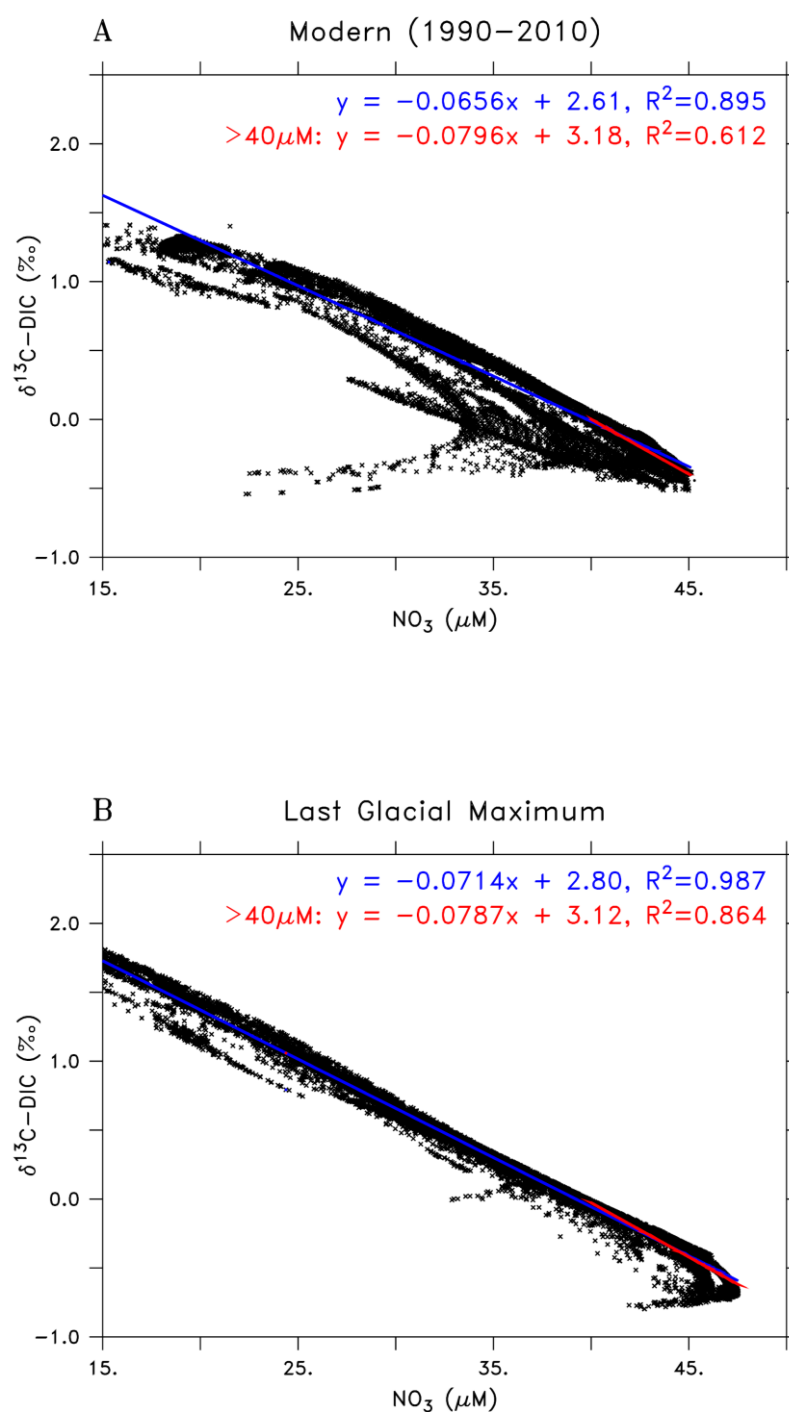 A
Modern (1990–2010)
y = −0.0656x + 2.61, R²=0.895
>40μM: y = −0.0796x + 3.18, R²=0.612
2.0
1.0
0.0
−1.0
δ¹³C−DIC (‰)
15. 25. 35. 45.
NO₃ (μM)
B
Last Glacial Maximum
y = −0.0714x + 2.80, R²=0.987
>40μM: y = −0.0787x + 3.12, R²=0.864
2.0
1.0
0.0
−1.0
δ¹³C−DIC (‰)
15. 25. 35. 45.
NO₃ (μM)